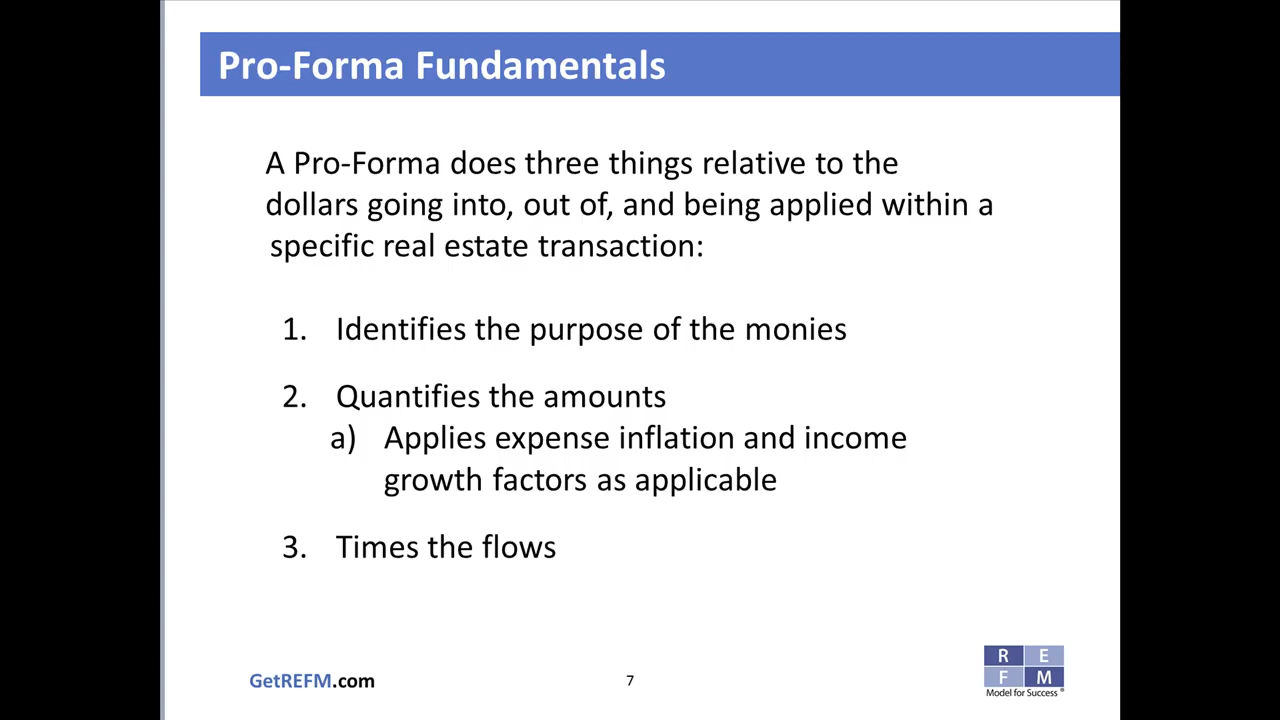 Pro-Forma Fundamentals
A Pro-Forma does three things relative to the
dollars going into, out of, and being applied within a
specific real estate transaction:
1. Identifies the purpose of the monies
2. Quantifies the amounts
a) Applies expense inflation and income
growth factors as applicable
3. Times the flows
GetREFM.com
7
R E
F M
Model for Success ®